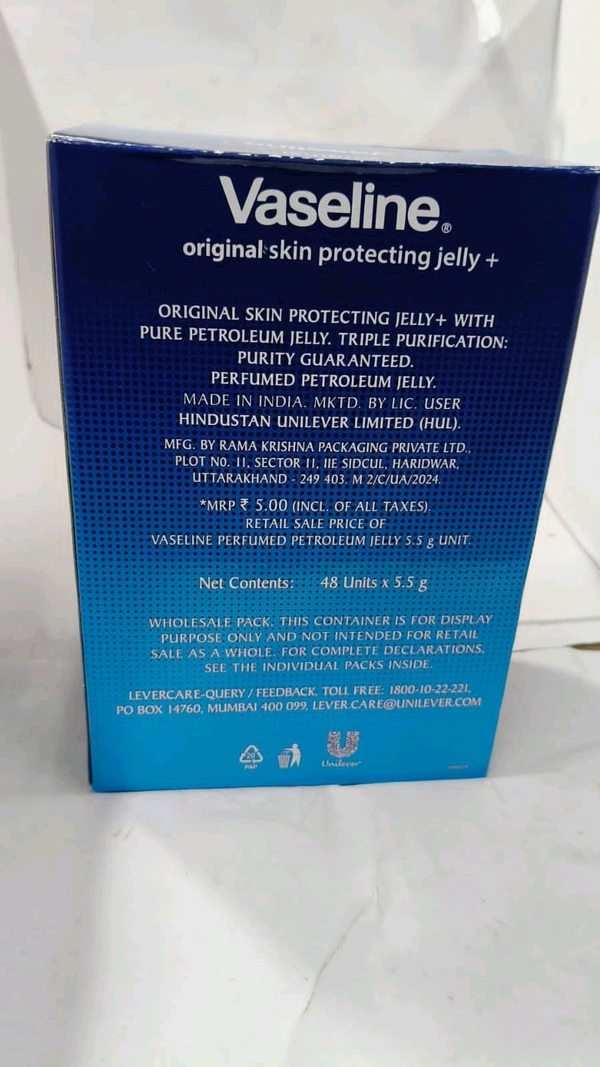 Vaseline®
original skin protecting jelly +
ORIGINAL SKIN PROTECTING JELLY+ WITH
PURE PETROLEUM JELLY. TRIPLE PURIFICATION:
PURITY GUARANTEED.
PERFUMED PETROLEUM JELLY.
MADE IN INDIA. MKTD. BY LIC. USER
HINDUSTAN UNILEVER LIMITED (HUL).
MFG. BY RAMA KRISHNA PACKAGING PRIVATE LTD.,
PLOT No. 11, SECTOR 11, IIE SIDCUL, HARIDWAR,
UTTARAKHAND - 249 403. M 2/C/UA/2024.
*MRP ₹ 5.00 (INCL. OF ALL TAXES).
RETAIL SALE PRICE OF
VASELINE PERFUMED PETROLEUM JELLY 5.5 g UNIT.
Net Contents: 48 Units x 5.5 g
WHOLESALE PACK. THIS CONTAINER IS FOR DISPLAY
PURPOSE ONLY AND NOT INTENDED FOR RETAIL
SALE AS A WHOLE. FOR COMPLETE DECLARATIONS,
SEE THE INDIVIDUAL PACKS INSIDE.
LEVERCARE-QUERY / FEEDBACK, TOLL FREE: 1800-10-22-221,
PO BOX 14760, MUMBAI 400 099, LEVER.CARE@UNILEVER.COM
20
PAP
Unilever